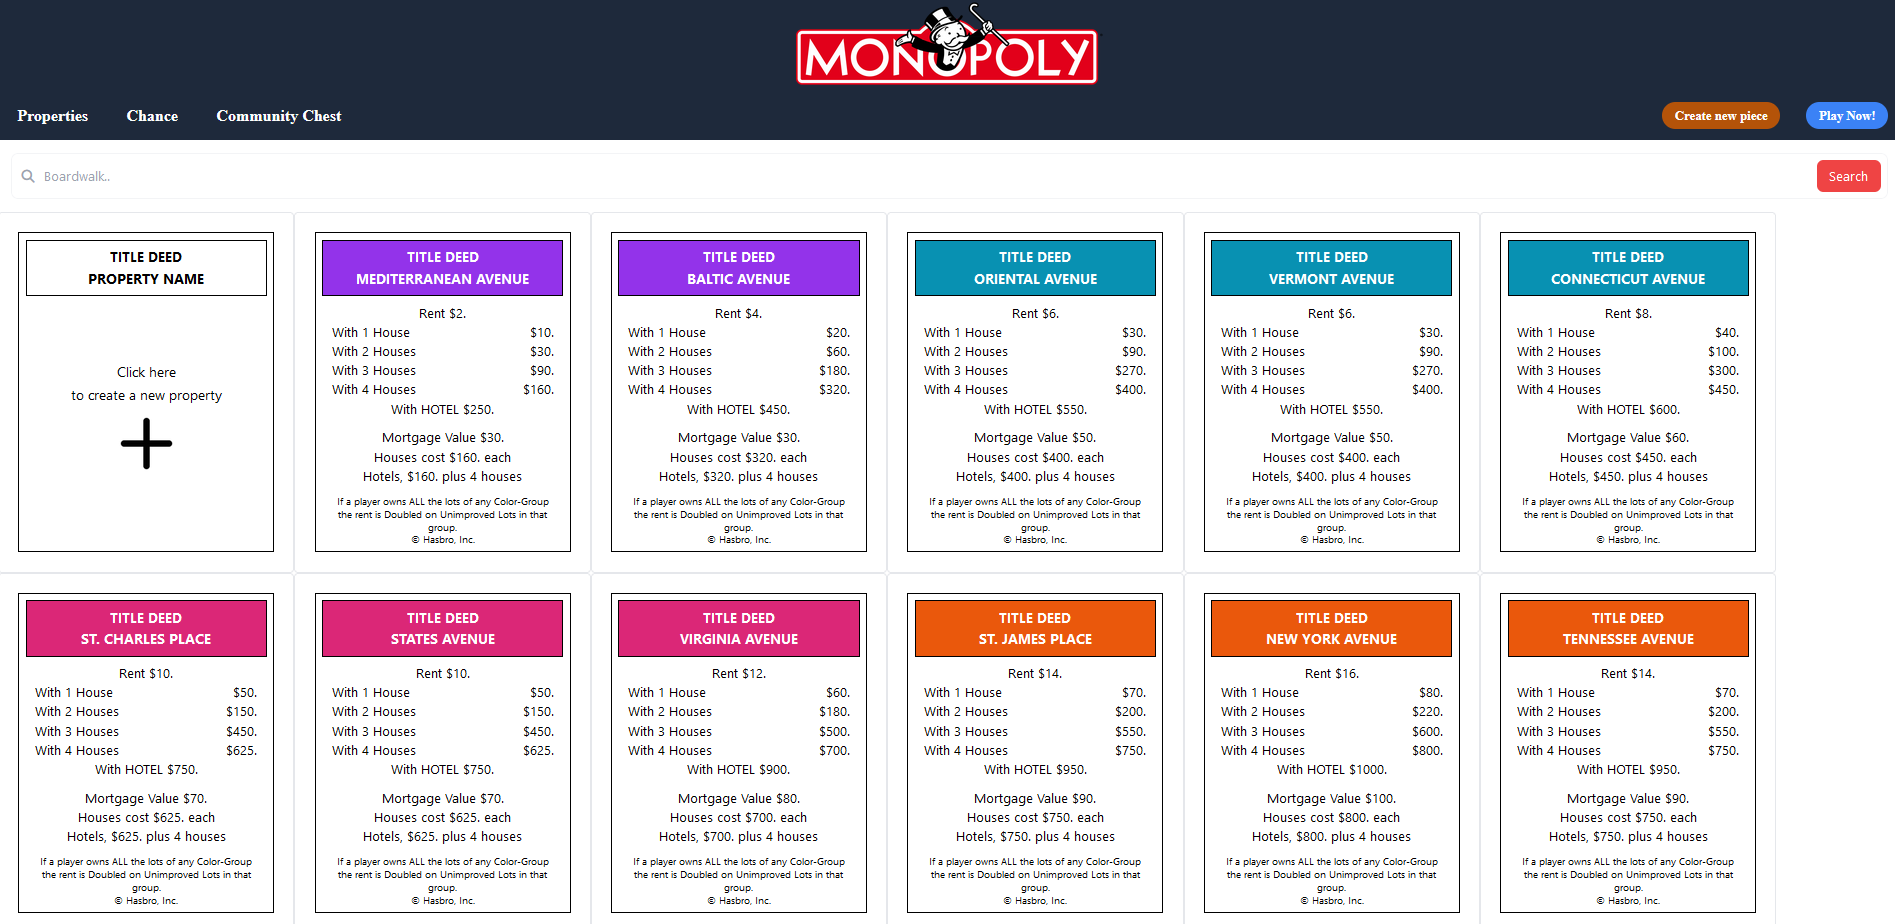 MONOPOLY
Properties Chance Community Chest Create new piece Play Now!
Boardwalk.. Search
TITLE DEED
PROPERTY NAME
Click here
to create a new property
TITLE DEED
MEDITERRANEAN AVENUE
Rent $2.
With 1 House $10.
With 2 Houses $30.
With 3 Houses $90.
With 4 Houses $160.
With HOTEL $250.
Mortgage Value $30.
Houses cost $160. each
Hotels, $160. plus 4 houses
If a player owns ALL the lots of any Color-Group
the rent is Doubled on Unimproved Lots in that
group.
© Hasbro, Inc.
TITLE DEED
BALTIC AVENUE
Rent $4.
With 1 House $20.
With 2 Houses $60.
With 3 Houses $180.
With 4 Houses $320.
With HOTEL $450.
Mortgage Value $30.
Houses cost $320. each
Hotels, $320. plus 4 houses
If a player owns ALL the lots of any Color-Group
the rent is Doubled on Unimproved Lots in that
group.
© Hasbro, Inc.
TITLE DEED
ORIENTAL AVENUE
Rent $6.
With 1 House $30.
With 2 Houses $90.
With 3 Houses $270.
With 4 Houses $400.
With HOTEL $550.
Mortgage Value $50.
Houses cost $400. each
Hotels, $400. plus 4 houses
If a player owns ALL the lots of any Color-Group
the rent is Doubled on Unimproved Lots in that
group.
© Hasbro, Inc.
TITLE DEED
VERMONT AVENUE
Rent $6.
With 1 House $30.
With 2 Houses $90.
With 3 Houses $270.
With 4 Houses $400.
With HOTEL $550.
Mortgage Value $50.
Houses cost $400. each
Hotels, $400. plus 4 houses
If a player owns ALL the lots of any Color-Group
the rent is Doubled on Unimproved Lots in that
group.
© Hasbro, Inc.
TITLE DEED
CONNECTICUT AVENUE
Rent $8.
With 1 House $40.
With 2 Houses $100.
With 3 Houses $300.
With 4 Houses $450.
With HOTEL $600.
Mortgage Value $60.
Houses cost $450. each
Hotels, $450. plus 4 houses
If a player owns ALL the lots of any Color-Group
the rent is Doubled on Unimproved Lots in that
group.
© Hasbro, Inc.
TITLE DEED
ST. CHARLES PLACE
Rent $10.
With 1 House $50.
With 2 Houses $150.
With 3 Houses $450.
With 4 Houses $625.
With HOTEL $750.
Mortgage Value $70.
Houses cost $625. each
Hotels, $625. plus 4 houses
If a player owns ALL the lots of any Color-Group
the rent is Doubled on Unimproved Lots in that
group.
© Hasbro, Inc.
TITLE DEED
STATES AVENUE
Rent $10.
With 1 House $50.
With 2 Houses $150.
With 3 Houses $450.
With 4 Houses $625.
With HOTEL $750.
Mortgage Value $70.
Houses cost $625. each
Hotels, $625. plus 4 houses
If a player owns ALL the lots of any Color-Group
the rent is Doubled on Unimproved Lots in that
group.
© Hasbro, Inc.
TITLE DEED
VIRGINIA AVENUE
Rent $12.
With 1 House $60.
With 2 Houses $180.
With 3 Houses $500.
With 4 Houses $700.
With HOTEL $900.
Mortgage Value $80.
Houses cost $700. each
Hotels, $700. plus 4 houses
If a player owns ALL the lots of any Color-Group
the rent is Doubled on Unimproved Lots in that
group.
© Hasbro, Inc.
TITLE DEED
ST. JAMES PLACE
Rent $14.
With 1 House $70.
With 2 Houses $200.
With 3 Houses $550.
With 4 Houses $750.
With HOTEL $950.
Mortgage Value $90.
Houses cost $750. each
Hotels, $750. plus 4 houses
If a player owns ALL the lots of any Color-Group
the rent is Doubled on Unimproved Lots in that
group.
© Hasbro, Inc.
TITLE DEED
NEW YORK AVENUE
Rent $16.
With 1 House $80.
With 2 Houses $220.
With 3 Houses $600.
With 4 Houses $800.
With HOTEL $1000.
Mortgage Value $100.
Houses cost $800. each
Hotels, $800. plus 4 houses
If a player owns ALL the lots of any Color-Group
the rent is Doubled on Unimproved Lots in that
group.
© Hasbro, Inc.
TITLE DEED
TENNESSEE AVENUE
Rent $14.
With 1 House $70.
With 2 Houses $200.
With 3 Houses $550.
With 4 Houses $750.
With HOTEL $950.
Mortgage Value $90.
Houses cost $750. each
Hotels, $750. plus 4 houses
If a player owns ALL the lots of any Color-Group
the rent is Doubled on Unimproved Lots in that
group.
© Hasbro, Inc.